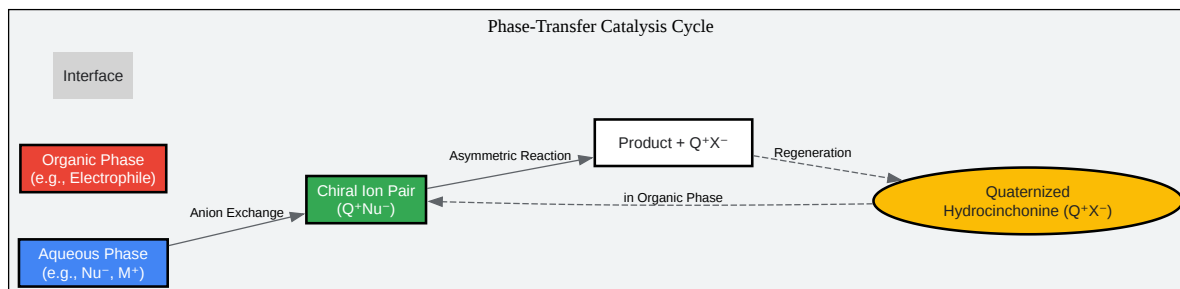 Phase-Transfer Catalysis Cycle
Interface
Organic Phase
(e.g., Electrophile)
Aqueous Phase
(e.g., Nu⁻, M⁺)
Anion Exchange
Chiral Ion Pair
(Q⁺Nu⁻)
Asymmetric Reaction
Product + Q⁺X⁻
Regeneration
in Organic Phase
Quaternized
Hydrocinchonine (Q⁺X⁻)